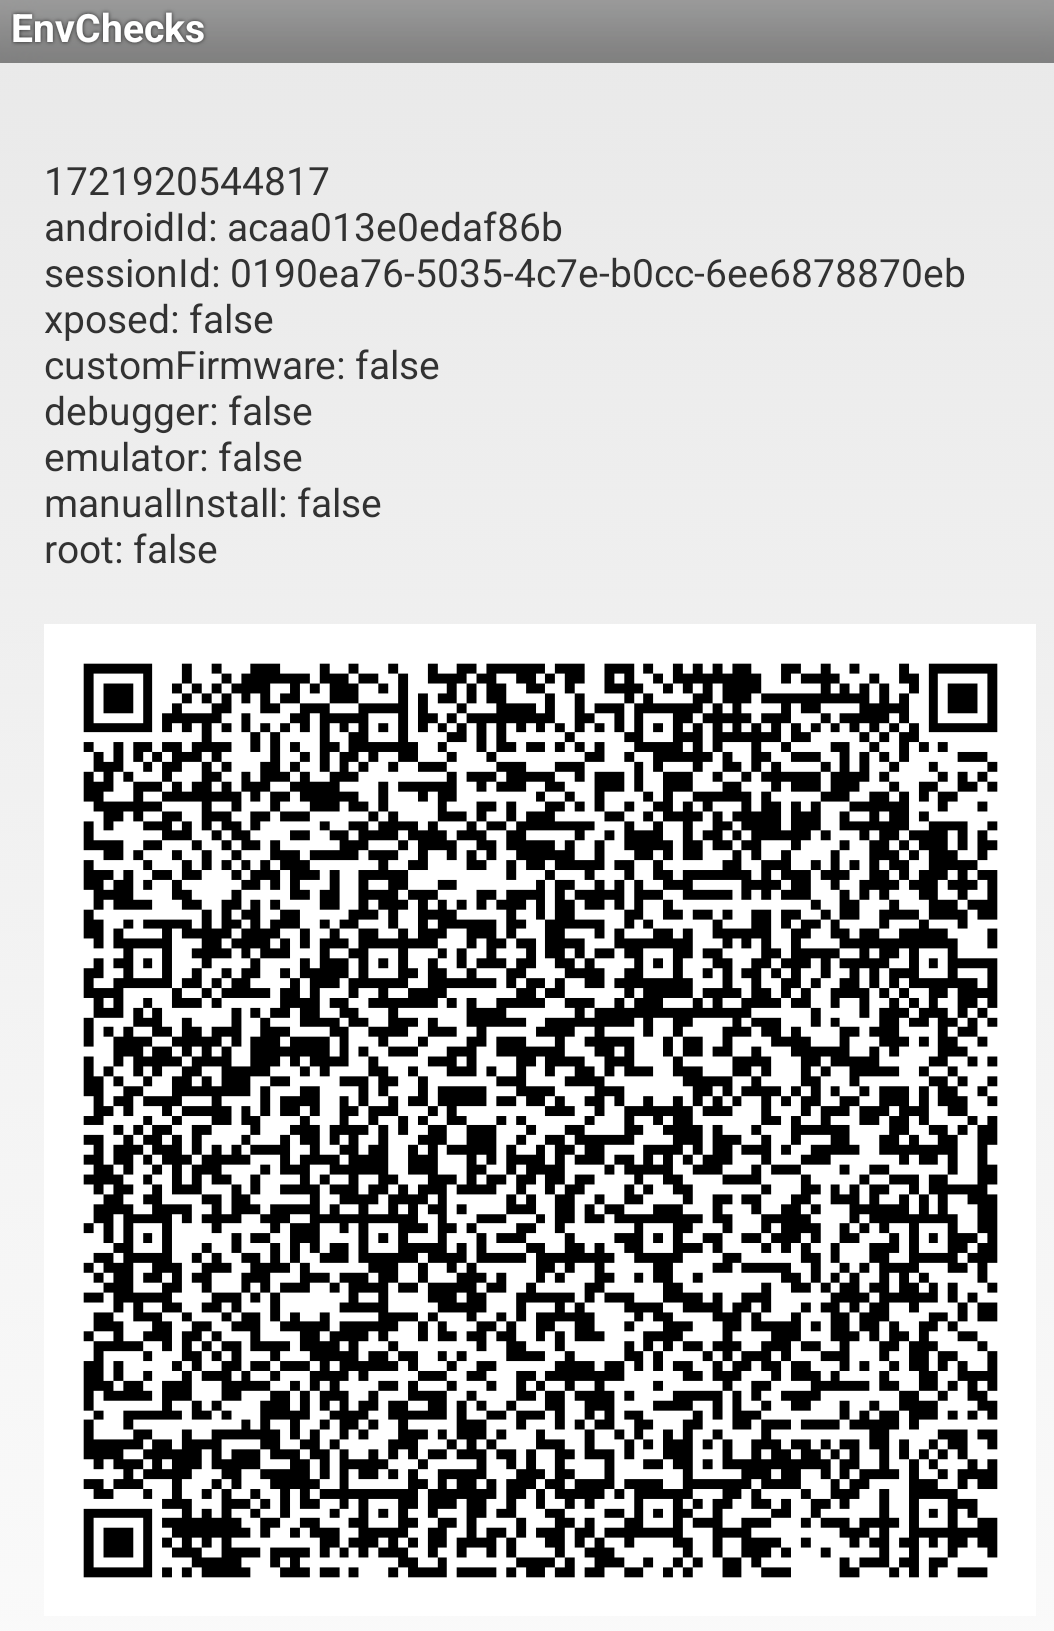 EnvChecks
1721920544817
androidId: acaa013e0edaf86b
sessionId: 0190ea76-5035-4c7e-b0cc-6ee6878870eb
xposed: false
customFirmware: false
debugger: false
emulator: false
manualInstall: false
root: false